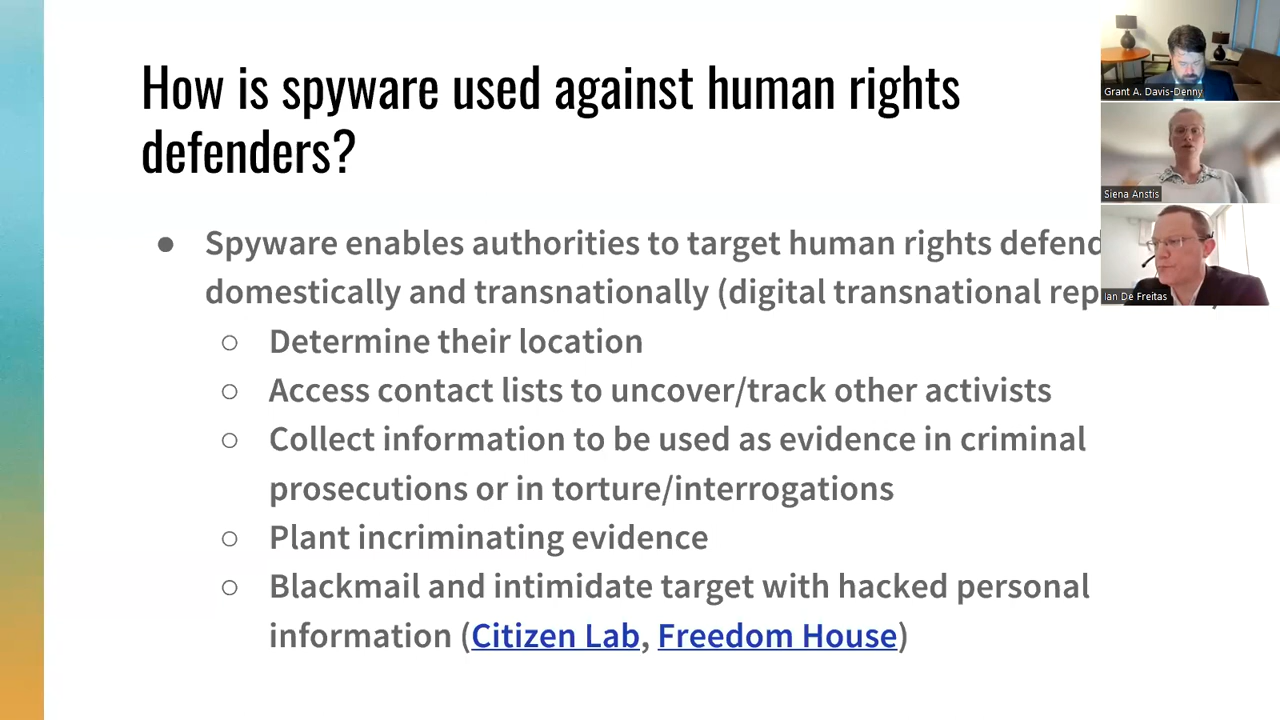 How is spyware used against human rights
defenders?
● Spyware enables authorities to target human rights defend
domestically and transnationally (digital transnational rep
○ Determine their location
○ Access contact lists to uncover/track other activists
○ Collect information to be used as evidence in criminal
prosecutions or in torture/interrogations
○ Plant incriminating evidence
○ Blackmail and intimidate target with hacked personal
information (Citizen Lab, Freedom House)
Grant A. Davis-Denny
Siena Anstis
Ian De Freitas